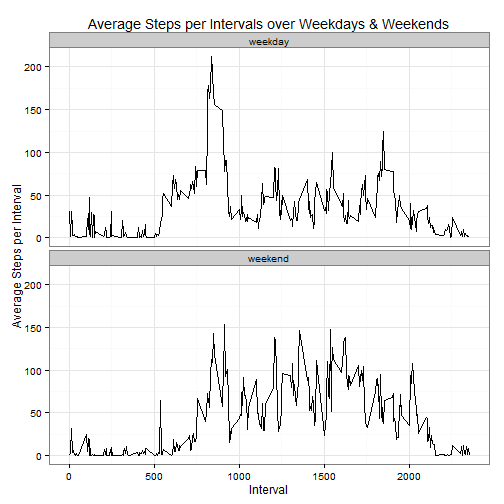 Average Steps per Intervals over Weekdays & Weekends
weekday
200
150
100
50
0
weekend
200
150
100
50
0
Average Steps per Interval
0 500 1000 1500 2000
Interval